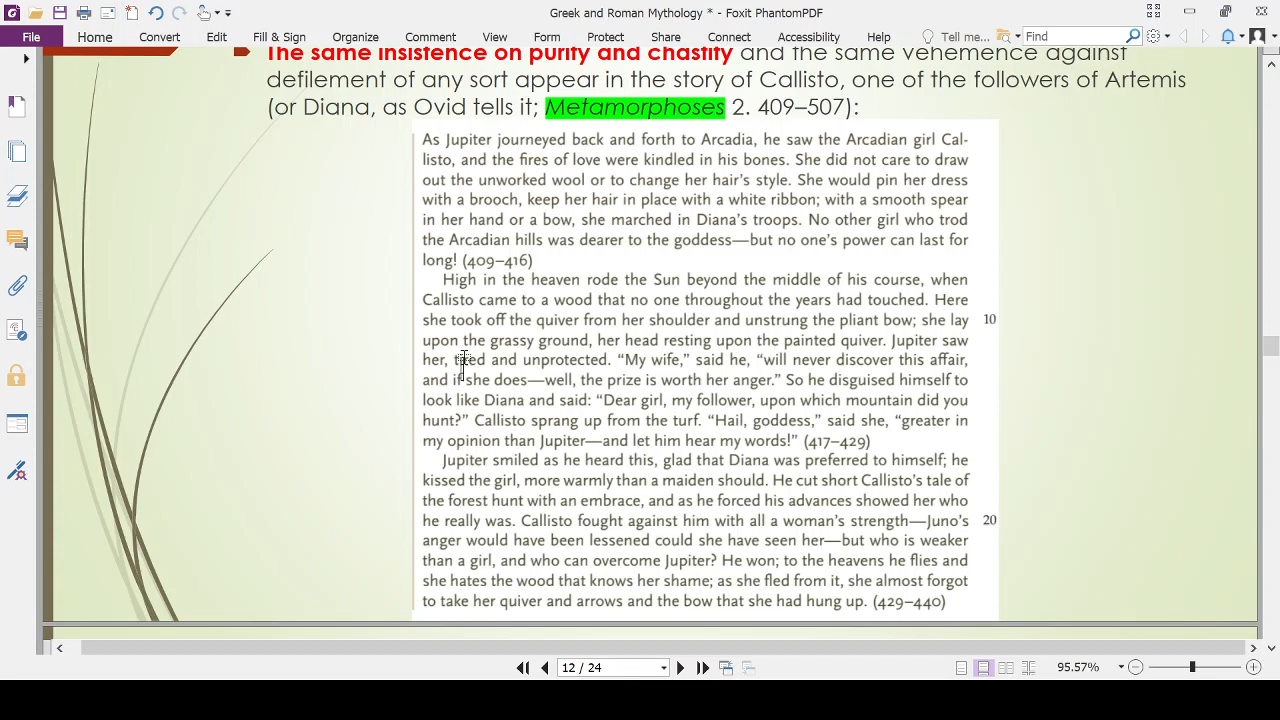 Greek and Roman Mythology * - Foxit PhantomPDF
File Home Convert Edit Fill & Sign Organize Comment View Form Protect Share Connect Accessibility Help Tell me... Find
The same insistence on purity and chastity and the same vehemence against
defilement of any sort appear in the story of Callisto, one of the followers of Artemis
(or Diana, as Ovid tells it; Metamorphoses 2. 409–507):
As Jupiter journeyed back and forth to Arcadia, he saw the Arcadian girl Cal-
listo, and the fires of love were kindled in his bones. She did not care to draw
out the unworked wool or to change her hair's style. She would pin her dress
with a brooch, keep her hair in place with a white ribbon; with a smooth spear
in her hand or a bow, she marched in Diana's troops. No other girl who trod
the Arcadian hills was dearer to the goddess—but no one's power can last for
long! (409–416)
High in the heaven rode the Sun beyond the middle of his course, when
Callisto came to a wood that no one throughout the years had touched. Here
she took off the quiver from her shoulder and unstrung the pliant bow; she lay 10
upon the grassy ground, her head resting upon the painted quiver. Jupiter saw
her, tired and unprotected. “My wife,” said he, “will never discover this affair,
and if she does—well, the prize is worth her anger.” So he disguised himself to
look like Diana and said: “Dear girl, my follower, upon which mountain did you
hunt?” Callisto sprang up from the turf. “Hail, goddess,” said she, “greater in
my opinion than Jupiter—and let him hear my words!” (417–429)
Jupiter smiled as he heard this, glad that Diana was preferred to himself; he
kissed the girl, more warmly than a maiden should. He cut short Callisto's tale of
the forest hunt with an embrace, and as he forced his advances showed her who
he really was. Callisto fought against him with all a woman's strength—Juno's 20
anger would have been lessened could she have seen her—but who is weaker
than a girl, and who can overcome Jupiter? He won; to the heavens he flies and
she hates the wood that knows her shame; as she fled from it, she almost forgot
to take her quiver and arrows and the bow that she had hung up. (429–440)
12 / 24 95.57%